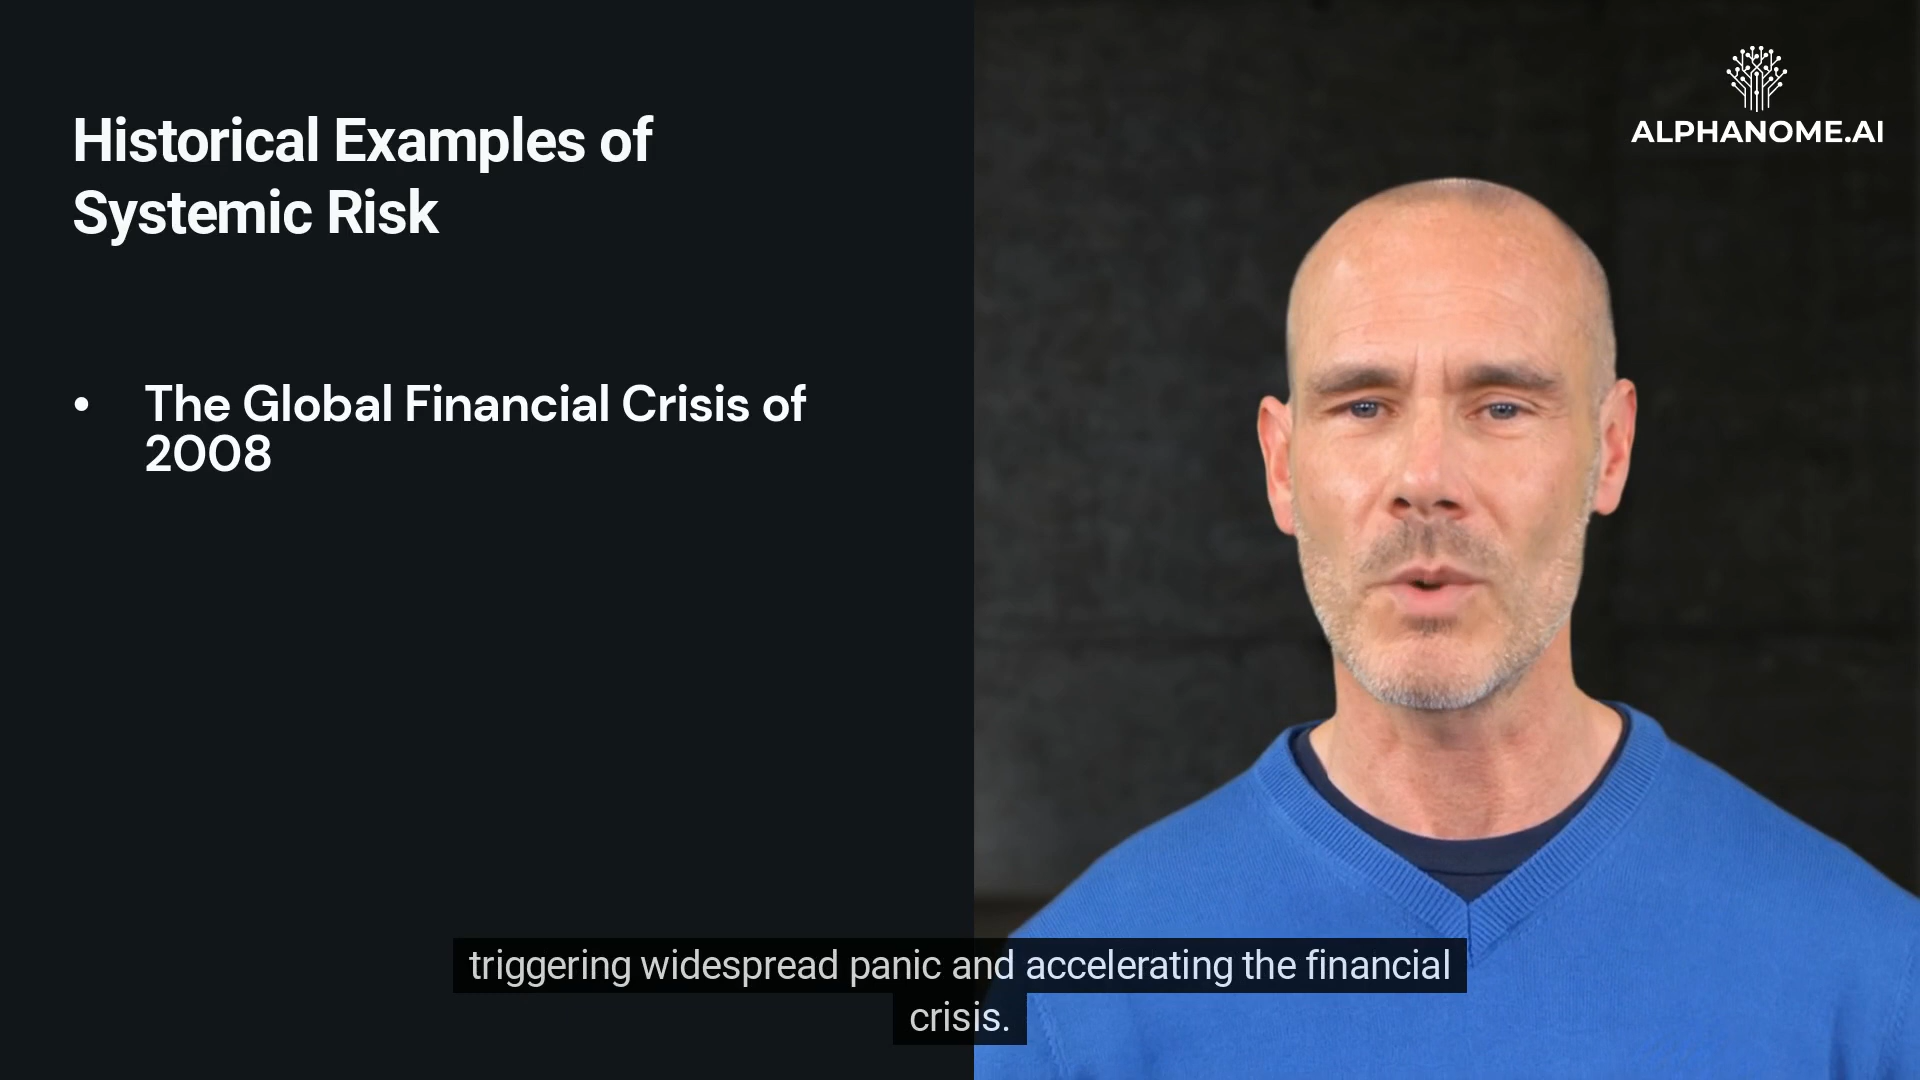 ALPHANOME.AI
Historical Examples of
Systemic Risk
• The Global Financial Crisis of
2008
triggering widespread panic and accelerating the financial
crisis.